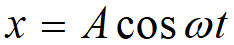 x = A cos ωt